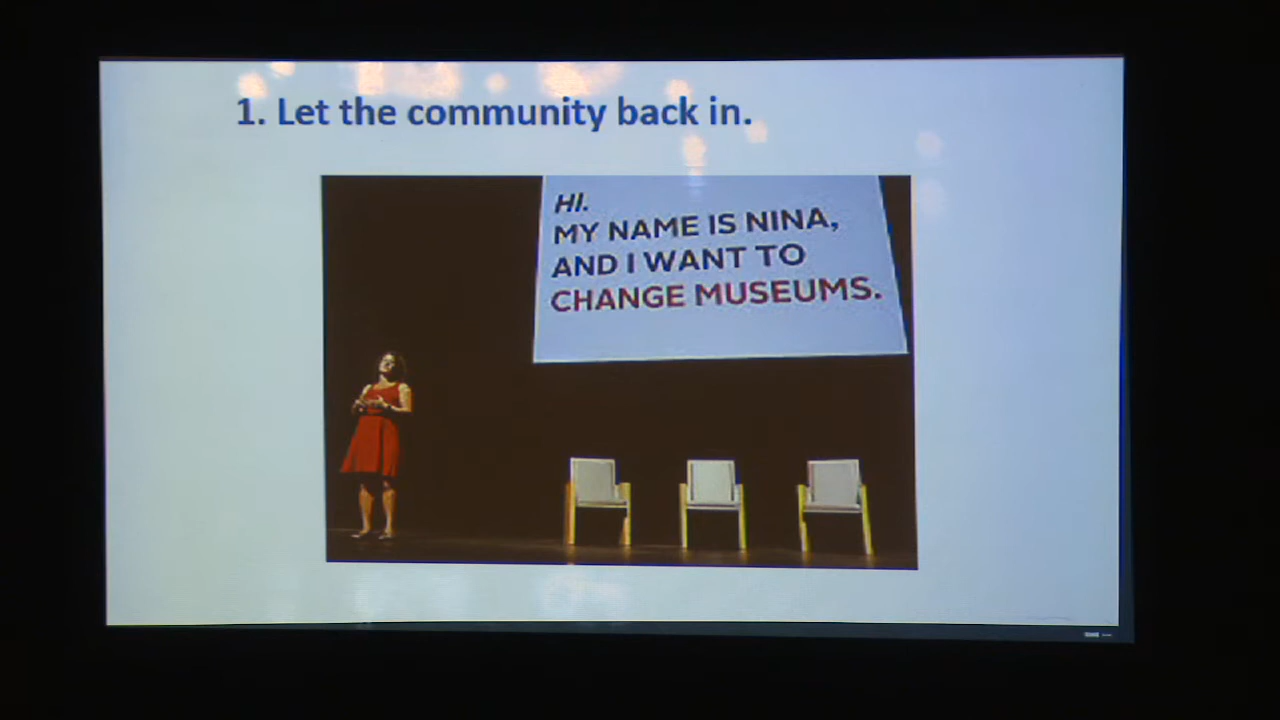 1. Let the community back in.
HI.
MY NAME IS NINA,
AND I WANT TO
CHANGE MUSEUMS.